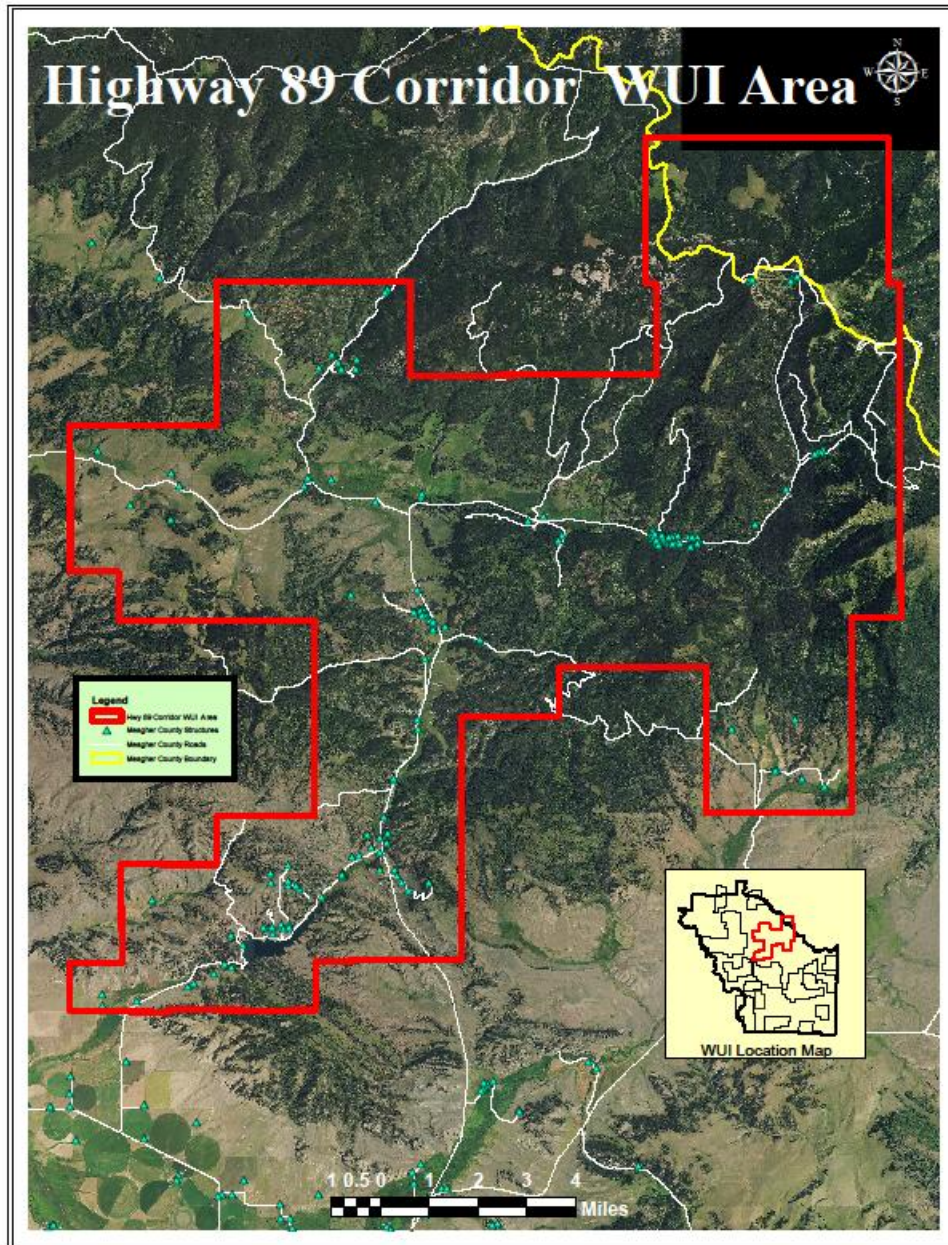 Highway 89 Corridor WUI Area
N
W E
S
Legend
Hwy 89 Corridor WUI Area
Meagher County Structures
Meagher County Roads
Meagher County Boundary
WUI Location Map
1 0.5 0 1 2 3 4
Miles